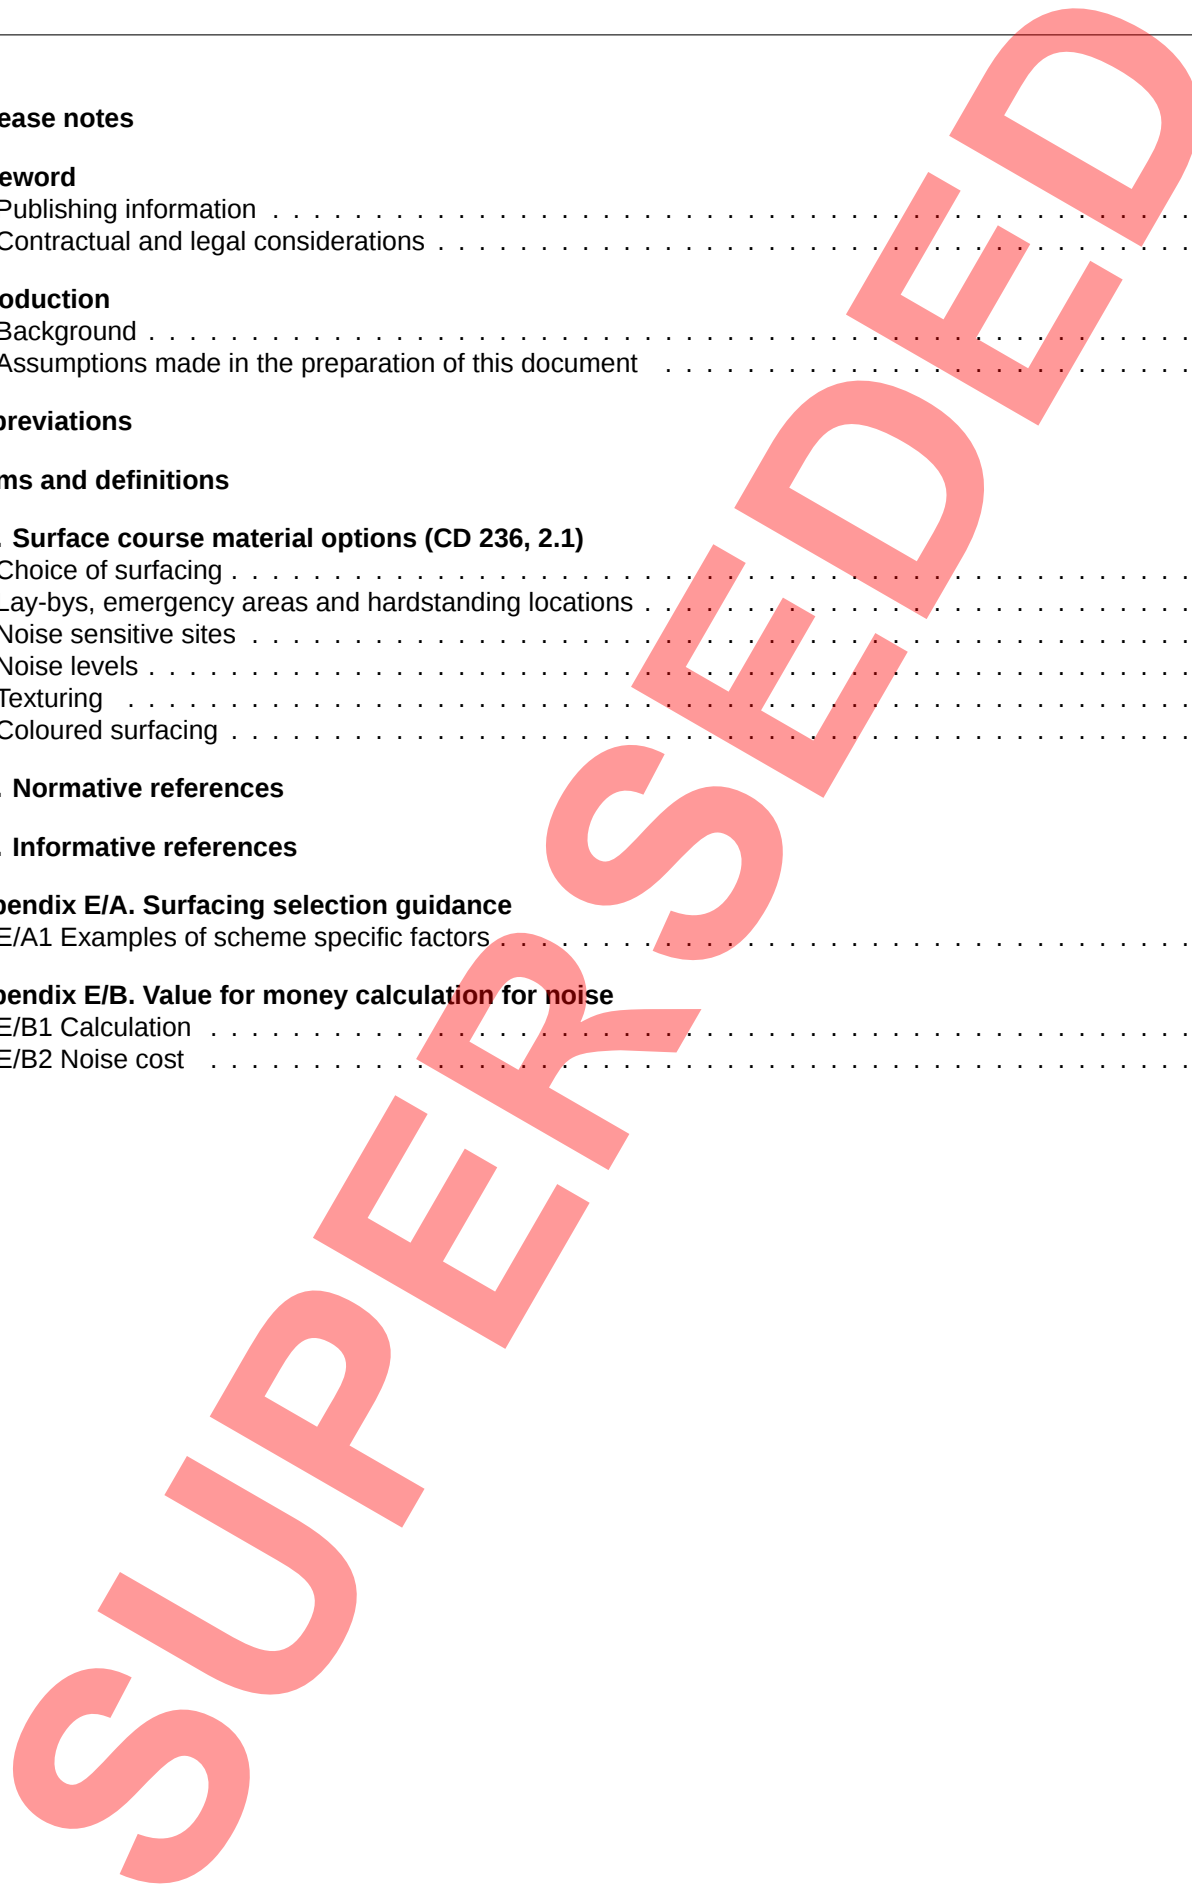 ease notes
eword
Publishing information . . . . . . . . . . . . . . . . . . . . . . . . . . . . . . . . . . . . . . . . . . . . .
Contractual and legal considerations . . . . . . . . . . . . . . . . . . . . . . . . . . . . . . . . . . . . .
oduction
Background . . . . . . . . . . . . . . . . . . . . . . . . . . . . . . . . . . . . . . . . . . . . . . . . . . .
Assumptions made in the preparation of this document . . . . . . . . . . . . . . . . . . . . . . . . . .
breviations
ms and definitions
. Surface course material options (CD 236, 2.1)
Choice of surfacing . . . . . . . . . . . . . . . . . . . . . . . . . . . . . . . . . . . . . . . . . . . . . . .
Lay-bys, emergency areas and hardstanding locations . . . . . . . . . . . . . . . . . . . . . . . . . . .
Noise sensitive sites . . . . . . . . . . . . . . . . . . . . . . . . . . . . . . . . . . . . . . . . . . . . . .
Noise levels . . . . . . . . . . . . . . . . . . . . . . . . . . . . . . . . . . . . . . . . . . . . . . . . . . .
Texturing . . . . . . . . . . . . . . . . . . . . . . . . . . . . . . . . . . . . . . . . . . . . . . . . . . . .
Coloured surfacing . . . . . . . . . . . . . . . . . . . . . . . . . . . . . . . . . . . . . . . . . . . . . . .
. Normative references
. Informative references
pendix E/A. Surfacing selection guidance
E/A1 Examples of scheme specific factors . . . . . . . . . . . . . . . . . . . . . . . . . . . . . . . . . .
pendix E/B. Value for money calculation for noise
E/B1 Calculation . . . . . . . . . . . . . . . . . . . . . . . . . . . . . . . . . . . . . . . . . . . . . . . .
E/B2 Noise cost . . . . . . . . . . . . . . . . . . . . . . . . . . . . . . . . . . . . . . . . . . . . . . . .
SUPERSEDED